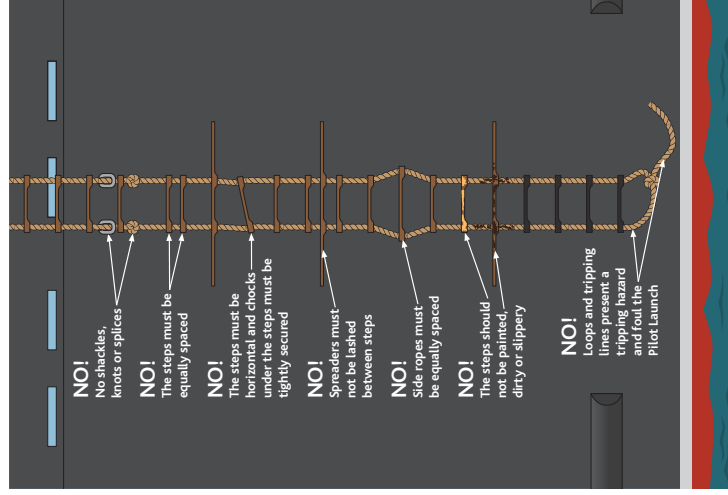 NO!
No shackles,
knots or splices
NO!
The steps must be
equally spaced
NO!
The steps must be
horizontal and chocks
under the steps must be
tightly secured
NO!
Spreaders must
not be lashed
between steps
NO!
Side ropes must
be equally spaced
NO!
The steps should
not be painted,
dirty or slippery
NO!
Loops and tripping
lines present a
tripping hazard
and foul the
Pilot Launch